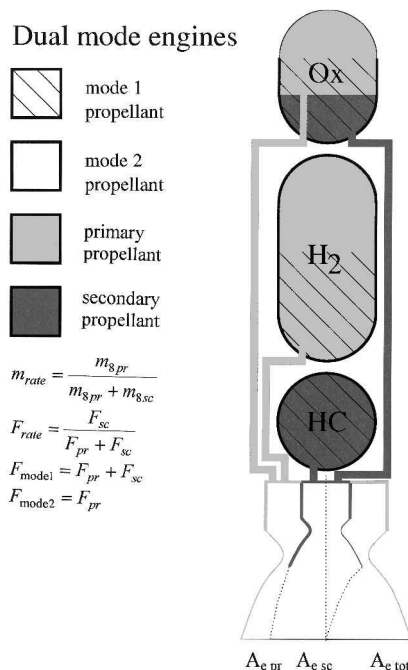 Dual mode engines
mode 1
propellant
mode 2
propellant
primary
propellant
secondary
propellant
m_rate = m_8pr / (m_8pr + m_8sc)
F_rate = F_sc / (F_pr + F_sc)
F_mode1 = F_pr + F_sc
F_mode2 = F_pr
Ox
H_2
HC
A_e pr A_e sc A_e tot